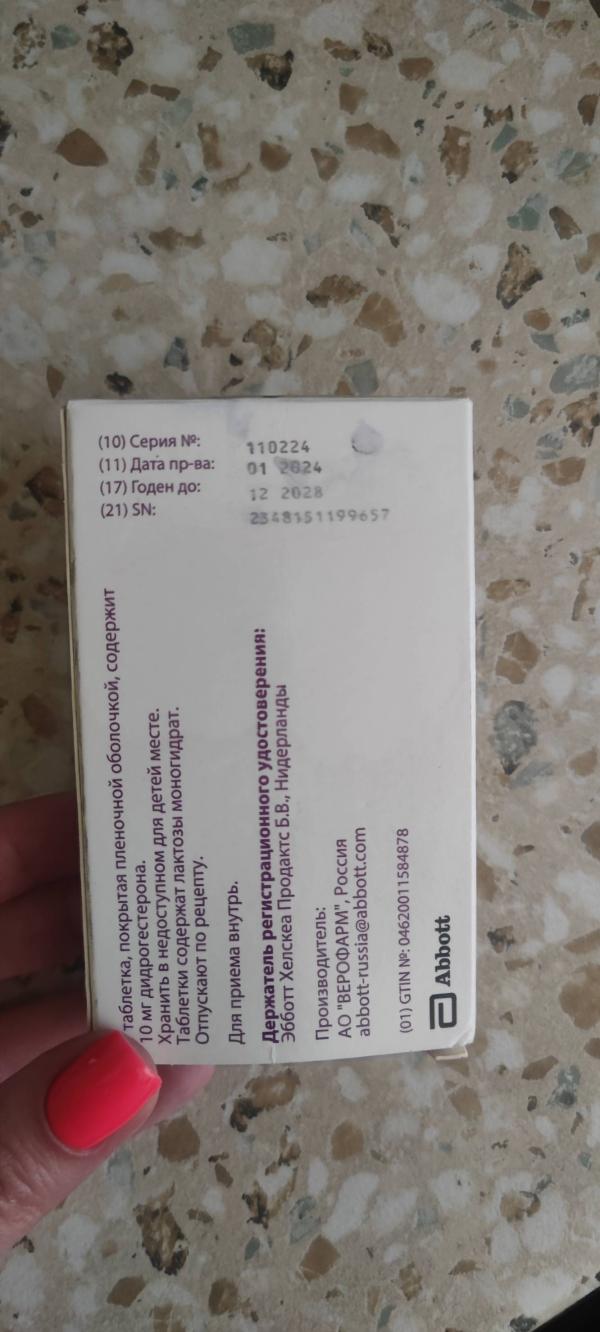 (10) Серия №: 110224
(11) Дата пр-ва: 01 2024
(17) Годен до: 12 2028
(21) SN: 2348151199657
таблетка, покрытая пленочной оболочкой, содержит
10 мг дидрогестерона.
Хранить в недоступном для детей месте.
Таблетки содержат лактозы моногидрат.
Отпускают по рецепту.
Для приема внутрь.
Держатель регистрационного удостоверения:
Эбботт Хелскеа Продактс Б.В., Нидерланды
Производитель:
АО "ВЕРОФАРМ", Россия
abbott-russia@abbott.com
(01) GTIN №: 04620011584878
Abbott